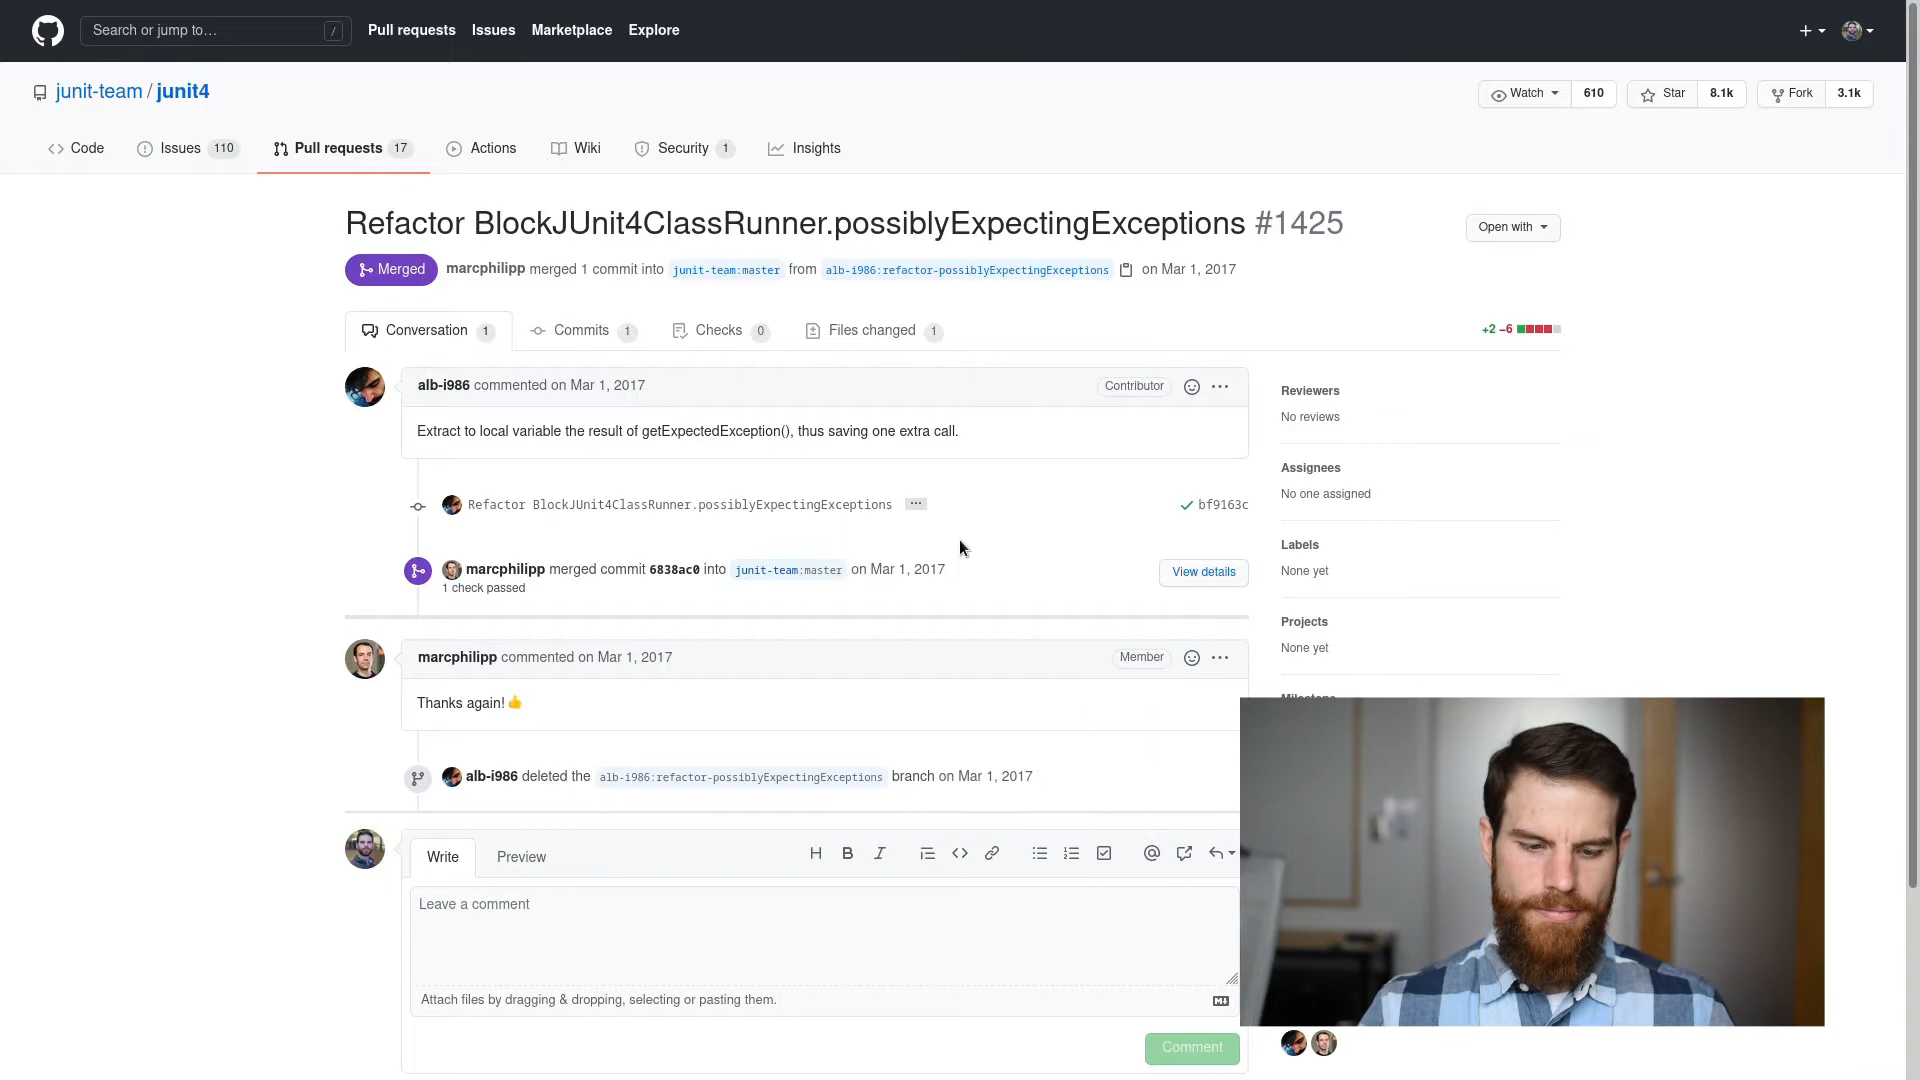 Search or jump to… /
Pull requests Issues Marketplace Explore
junit-team / junit4
Watch 610 Star 8.1k Fork 3.1k
Code Issues 110 Pull requests 17 Actions Wiki Security 1 Insights
Refactor BlockJUnit4ClassRunner.possiblyExpectingExceptions #1425
Open with
Merged marcphilipp merged 1 commit into junit-team:master from alb-i986:refactor-possiblyExpectingExceptions on Mar 1, 2017
Conversation 1 Commits 1 Checks 0 Files changed 1
+2 −6
alb-i986 commented on Mar 1, 2017
Contributor
Extract to local variable the result of getExpectedException(), thus saving one extra call.
Refactor BlockJUnit4ClassRunner.possiblyExpectingExceptions … bf9163c
marcphilipp merged commit 6838ac0 into junit-team:master on Mar 1, 2017
1 check passed
View details
marcphilipp commented on Mar 1, 2017
Member
Thanks again! 👍
alb-i986 deleted the alb-i986:refactor-possiblyExpectingExceptions branch on Mar 1, 2017
Write Preview
H B I
Leave a comment
Attach files by dragging & dropping, selecting or pasting them.
Comment
Reviewers
No reviews
Assignees
No one assigned
Labels
None yet
Projects
None yet
Milestone